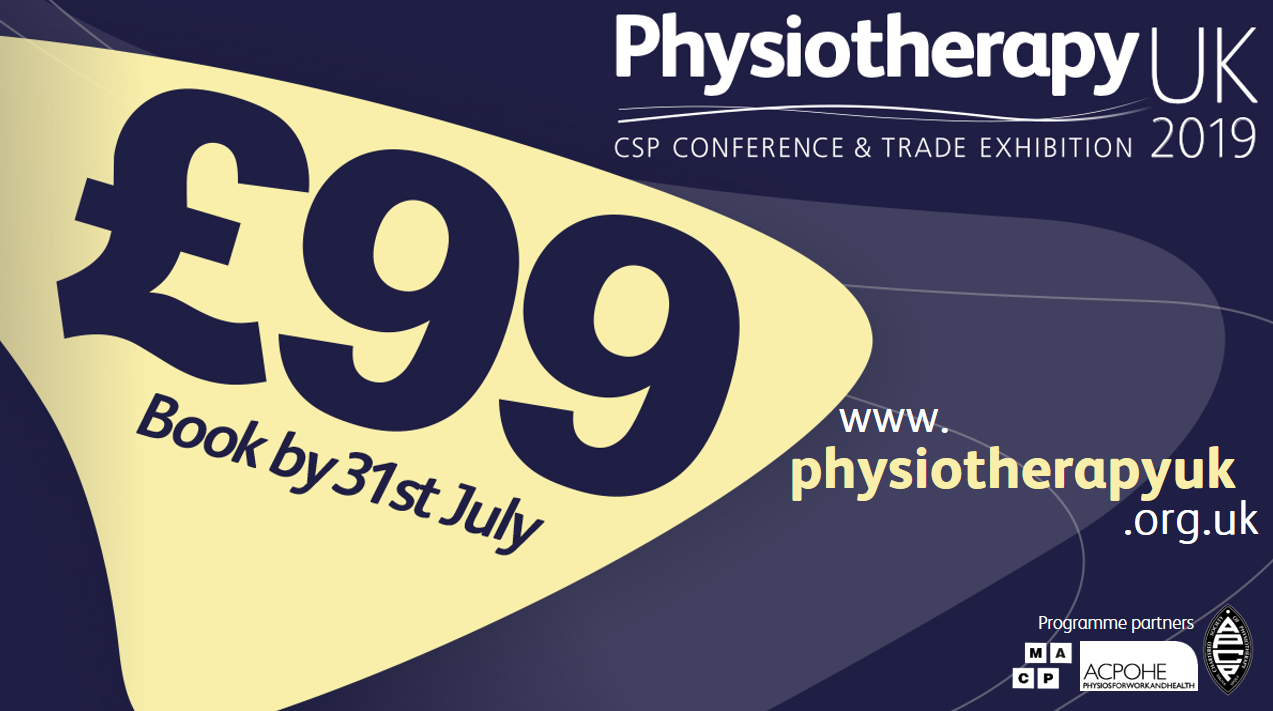 Physiotherapy UK
CSP CONFERENCE & TRADE EXHIBITION 2019
£99
Book by 31st July
www.
physiotherapyuk
.org.uk
Programme partners
M A
C P
ACPOHE
PHYSIOSFORWORKANDHEALTH